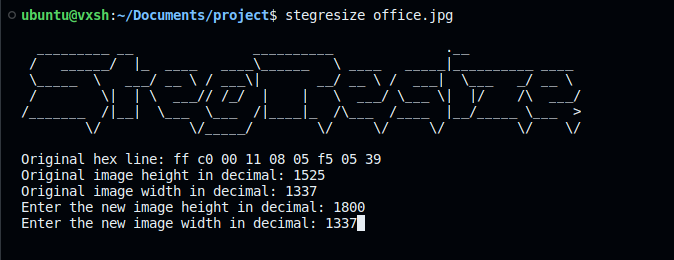 ubuntu@vxsh:~/Documents/project$ stegresize office.jpg
StegResize
Original hex line: ff c0 00 11 08 05 f5 05 39
Original image height in decimal: 1525
Original image width in decimal: 1337
Enter the new image height in decimal: 1800
Enter the new image width in decimal: 1337